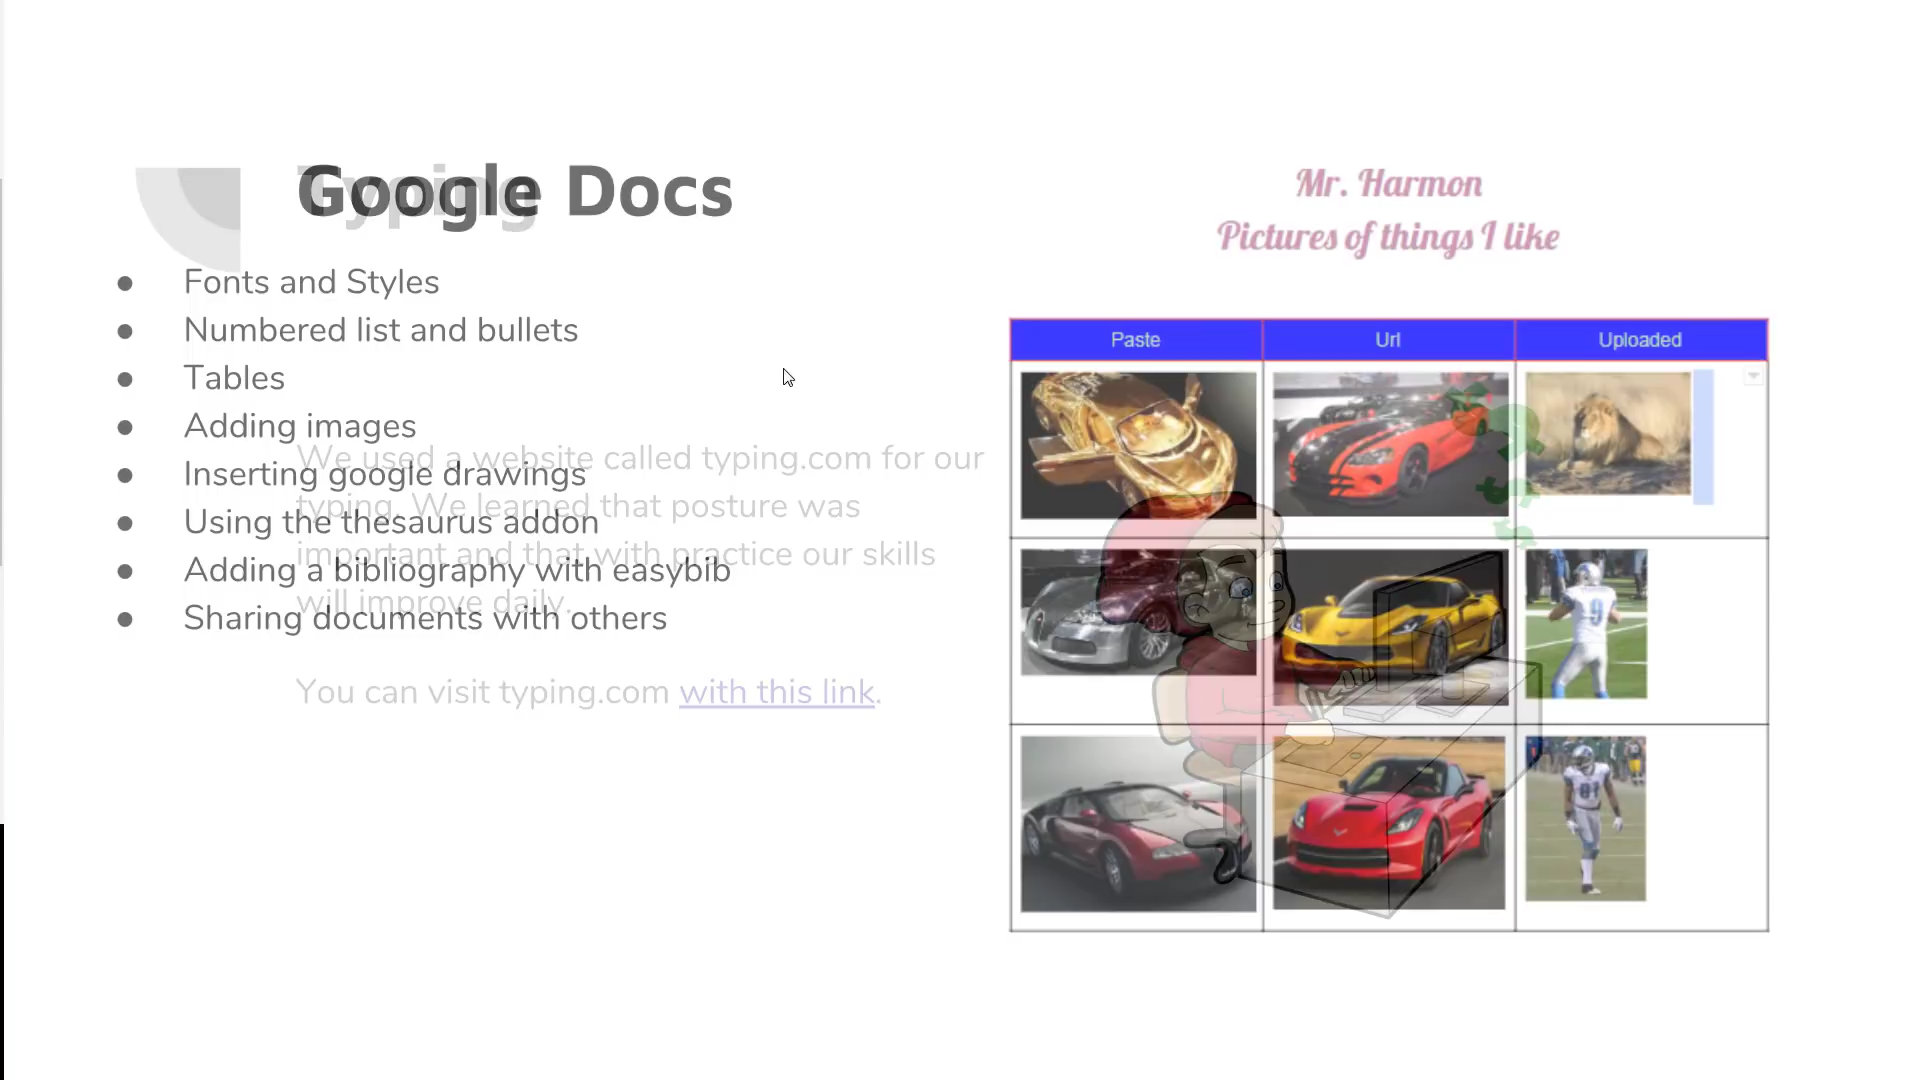 Google Docs
Typing
Mr. Harmon
Pictures of things I like
● Fonts and Styles
● Numbered list and bullets
● Tables
● Adding images
● Inserting google drawings
● Using the thesaurus addon
● Adding a bibliography with easybib
● Sharing documents with others
We used a website called typing.com for our
typing. We learned that posture was
important and that with practice our skills
will improve daily.
You can visit typing.com with this link.
Paste Url Uploaded
9
81